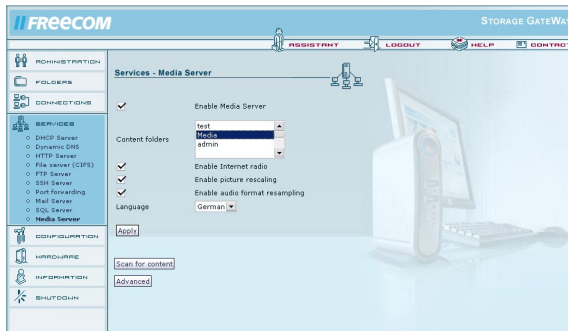 FREECOM
STORAGE GATEWAY
ASSISTANT
LOGOUT
HELP
CONTACT
ADMINISTRATION
FOLDERS
CONNECTIONS
SERVICES
DHCP Server
Dynamic DNS
HTTP Server
File server (CIFS)
FTP Server
SSH Server
Port forwarding
Mail Server
SQL Server
Media Server
CONFIGURATION
HARDWARE
INFORMATION
SHUTDOWN
Services - Media Server
Enable Media Server
Content folders
test
Media
admin
Enable Internet radio
Enable picture rescaling
Enable audio format resampling
Language
German
Apply
Scan for content
Advanced